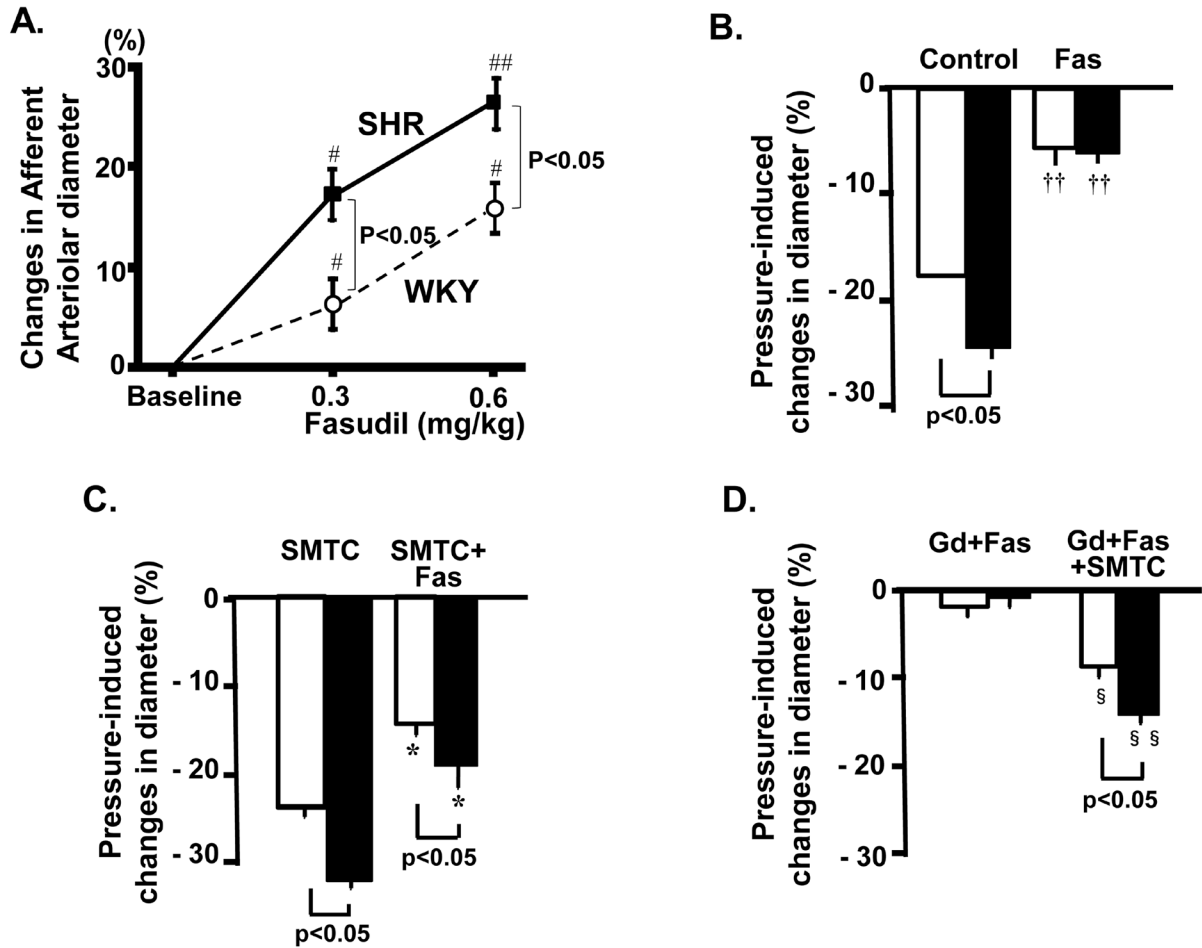 A.
(%)
30
20
10
0
Changes in Afferent
Arteriolar diameter
##
#
#
#
SHR
WKY
P<0.05
P<0.05
Baseline
0.3
0.6
Fasudil (mg/kg)
B.
Control
Fas
0
- 10
- 20
- 30
Pressure-induced
changes in diameter (%)
††
††
p<0.05
C.
SMTC
SMTC+
Fas
0
- 10
- 20
- 30
Pressure-induced
changes in diameter (%)
*
*
p<0.05
p<0.05
D.
Gd+Fas
Gd+Fas
+SMTC
0
- 10
- 20
- 30
Pressure-induced
changes in diameter (%)
§
§ §
p<0.05